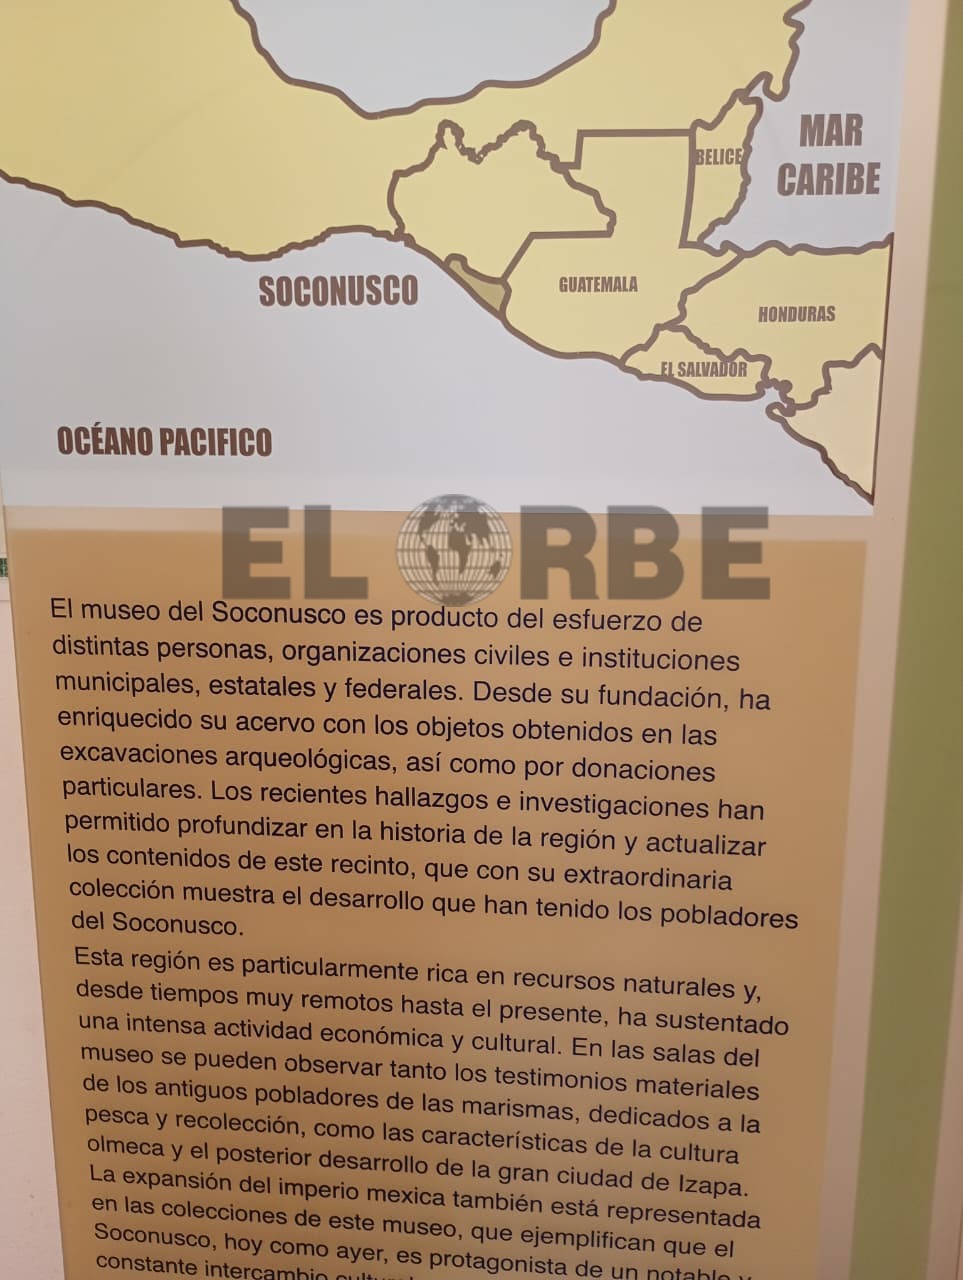 MAR
CARIBE
BELICE
SOCONUSCO
GUATEMALA
HONDURAS
EL SALVADOR
OCÉANO PACIFICO
EL ORBE
El museo del Soconusco es producto del esfuerzo de
distintas personas, organizaciones civiles e instituciones
municipales, estatales y federales. Desde su fundación, ha
enriquecido su acervo con los objetos obtenidos en las
excavaciones arqueológicas, así como por donaciones
particulares. Los recientes hallazgos e investigaciones han
permitido profundizar en la historia de la región y actualizar
los contenidos de este recinto, que con su extraordinaria
colección muestra el desarrollo que han tenido los pobladores
del Soconusco.
Esta región es particularmente rica en recursos naturales y,
desde tiempos muy remotos hasta el presente, ha sustentado
una intensa actividad económica y cultural. En las salas del
museo se pueden observar tanto los testimonios materiales
de los antiguos pobladores de las marismas, dedicados a la
pesca y recolección, como las características de la cultura
olmeca y el posterior desarrollo de la gran ciudad de Izapa.
La expansión del imperio mexica también está representada
en las colecciones de este museo, que ejemplifican que el
Soconusco, hoy como ayer, es protagonista de un notable y
constante intercambio